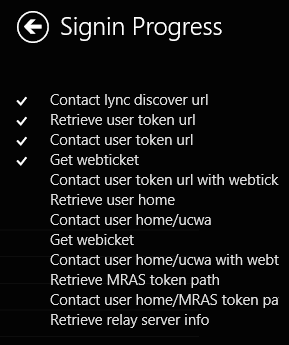 Signin Progress
Contact lync discover url
Retrieve user token url
Contact user token url
Get webticket
Contact user token url with webtick
Retrieve user home
Contact user home/ucwa
Get webicket
Contact user home/ucwa with webt
Retrieve MRAS token path
Contact user home/MRAS token pa
Retrieve relay server info